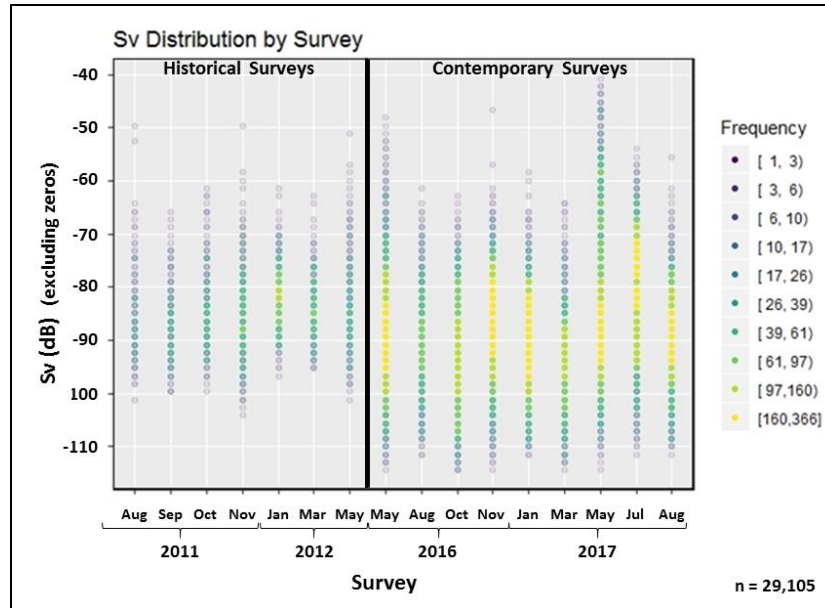 Sv Distribution by Survey
Historical Surveys Contemporary Surveys
Sv (dB) (excluding zeros)
-40
-50
-60
-70
-80
-90
100
-110
Aug Sep Oct Nov Jan Mar May May Aug Oct Nov Jan Mar May Jul Aug
2011 2012 2016 2017
Survey
Frequency
[ 1, 3)
[ 3, 6)
[ 6, 10)
[ 10, 17)
[ 17, 26)
[ 26, 39)
[ 39, 61)
[ 61, 97)
[ 97,160)
[160,366]
n = 29,105